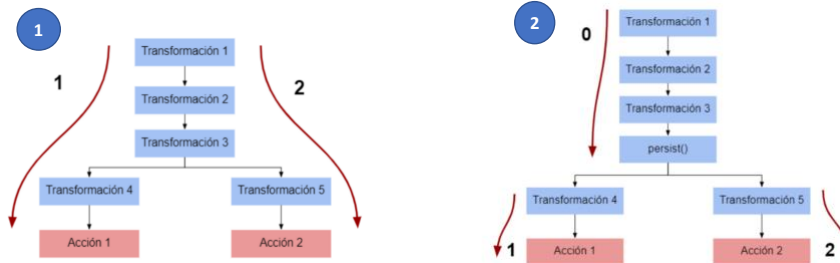 1
Transformación 1
1
2
Transformación 2
Transformación 3
Transformación 4
Transformación 5
Acción 1
Acción 2
2
Transformación 1
0
Transformación 2
Transformación 3
persist()
Transformación 4
Transformación 5
1
Acción 1
Acción 2
2